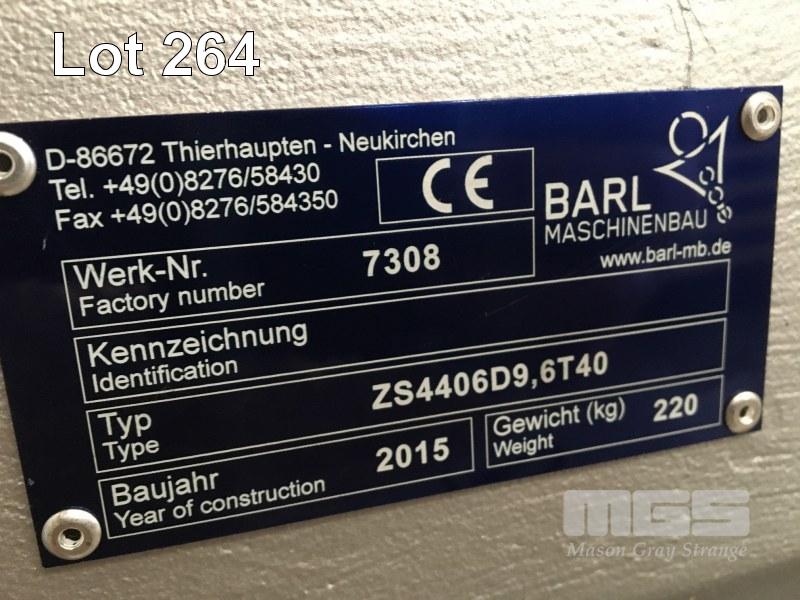 Lot 264
D-86672 Thierhaupten - Neukirchen
Tel. +49(0)8276/58430
Fax +49(0)8276/584350
CE
BARL
MASCHINENBAU
www.barl-mb.de
Werk-Nr.
Factory number
7308
Kennzeichnung
Identification
Typ
Type
ZS4406D9,6T40
Baujahr
Year of construction
2015
Gewicht (kg)
Weight
220
MGS
Mason Gray Strange